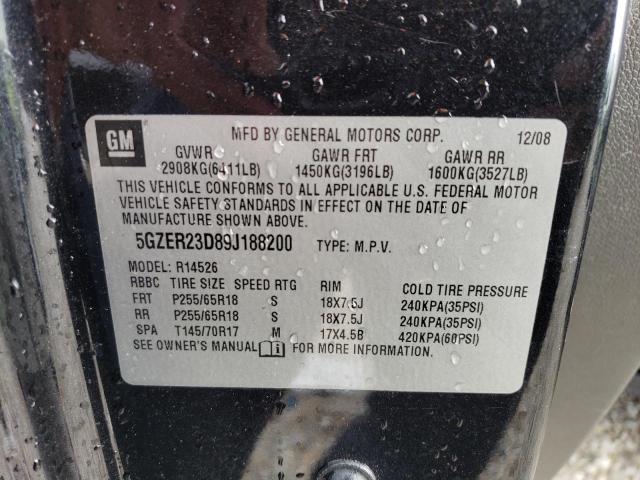 GM
MFD BY GENERAL MOTORS CORP. 12/08
GVWR GAWR FRT GAWR RR
2908KG(6411LB) 1450KG(3196LB) 1600KG(3527LB)
THIS VEHICLE CONFORMS TO ALL APPLICABLE U.S. FEDERAL MOTOR
VEHICLE SAFETY STANDARDS IN EFFECT ON THE DATE OF
MANUFACTURE SHOWN ABOVE.
5GZER23D89J188200 TYPE: M.P.V.
MODEL: R14526
RBBC TIRE SIZE SPEED RTG RIM COLD TIRE PRESSURE
FRT P255/65R18 S 18X7.5J 240KPA(35PSI)
RR P255/65R18 S 18X7.5J 240KPA(35PSI)
SPA T145/70R17 M 17X4.5B 420KPA(60PSI)
SEE OWNER'S MANUAL FOR MORE INFORMATION.